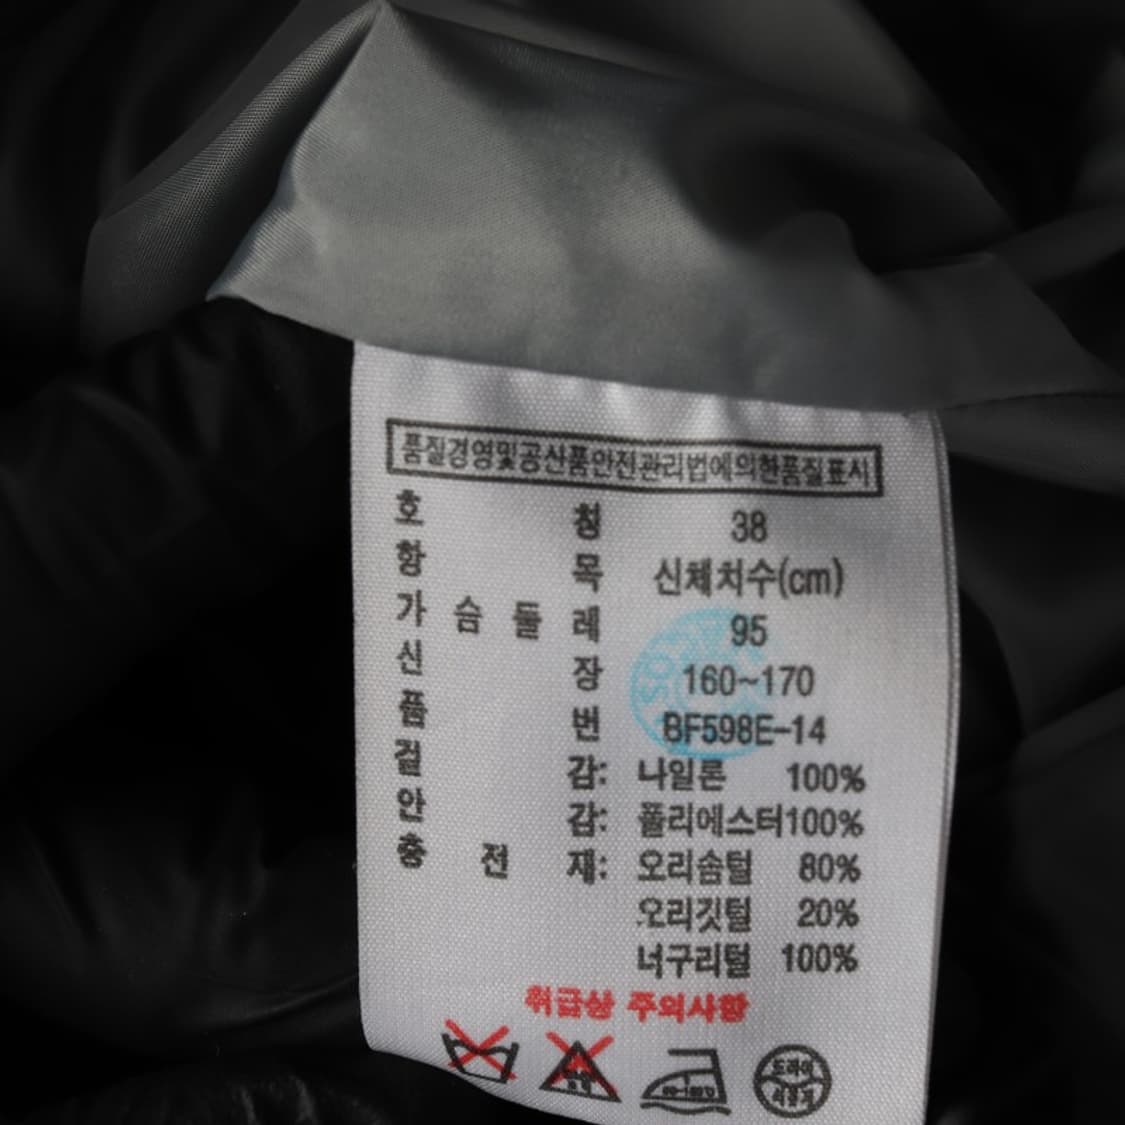 품질경영및공산품안전관리법에의한품질표시
호 칭 38
항 목 신체치수(cm)
가 슴 둘 레 95
신 장 160~170
품 번 BF598E-14
겉 감: 나일론 100%
안 감: 폴리에스터100%
충 전 재: 오리솜털 80%
오리깃털 20%
너구리털 100%
취급상 주의사항
드라이